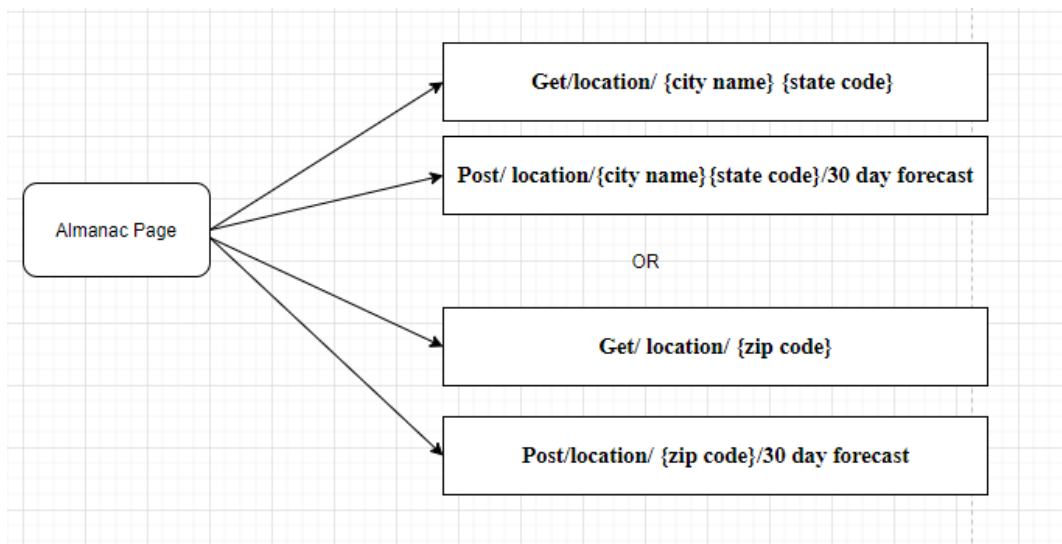 Get/location/ {city name} {state code}
Post/ location/{city name}{state code}/30 day forecast
Almanac Page
OR
Get/ location/ {zip code}
Post/location/ {zip code}/30 day forecast